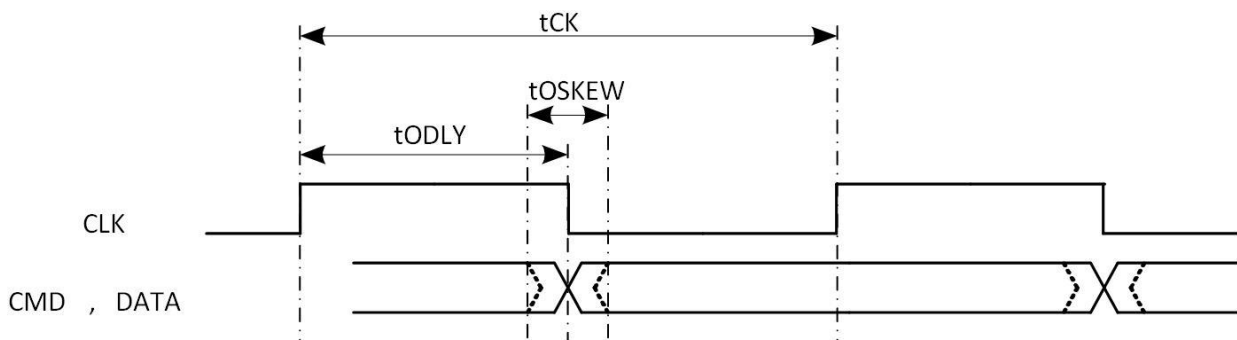 tCK
tOSKEW
tODLY
CLK
CMD , DATA